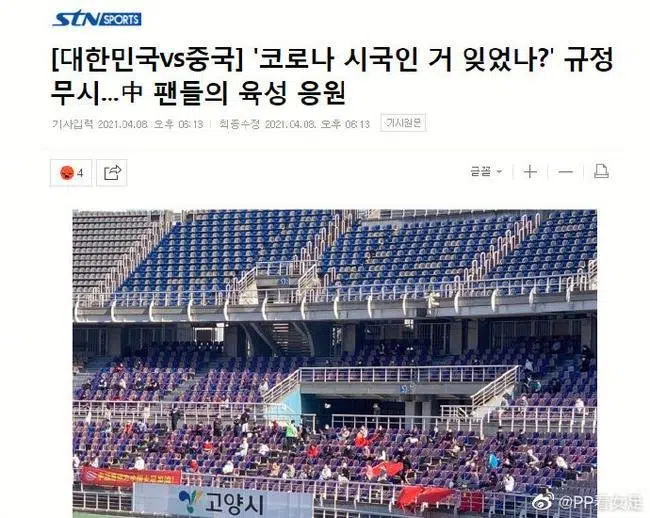 STN SPORTS
[대한민국vs중국] '코로나 시국인 거 잊었나?' 규정
무시...中 팬들의 육성 응원
기사입력 2021.04.08. 오후 06:13 | 최종수정 2021.04.08. 오후 06:13 기사원문
4 글꼴
고양시
@PP看女足